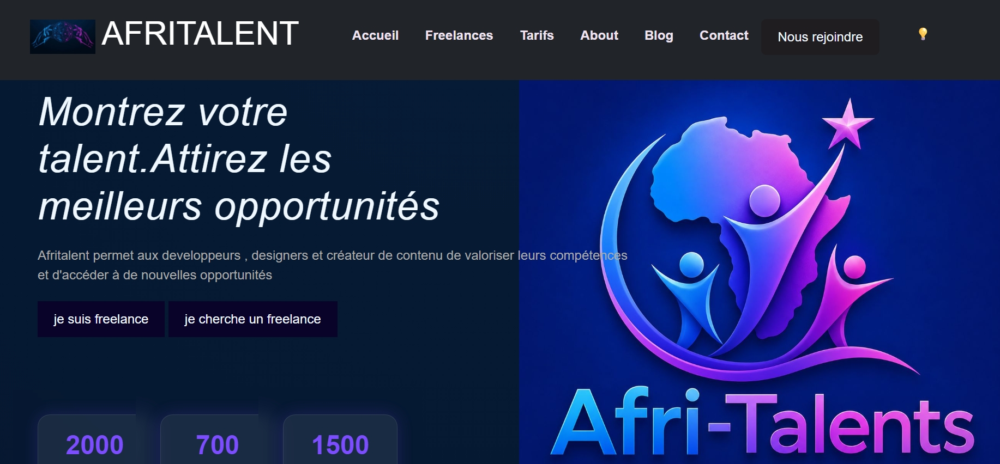 AFRITALENT
Accueil
Freelances
Tarifs
About
Blog
Contact
Nous rejoindre
Montrez votre
talent.Attirez les
meilleurs opportunités
Afritalent permet aux developpeurs , designers et créateur de contenu de valoriser leurs compétences
et d'accéder à de nouvelles opportunités
je suis freelance
je cherche un freelance
2000
700
1500
Afri-Talents